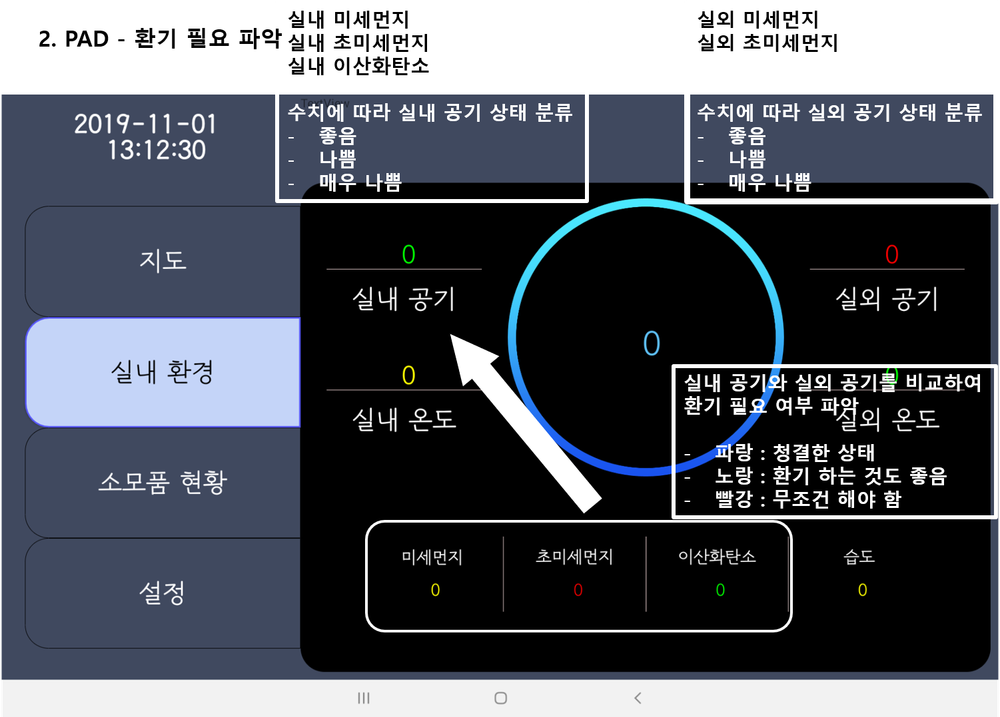 2. PAD - 환기 필요 파악
실내 미세먼지
실내 초미세먼지
실내 이산화탄소
실외 미세먼지
실외 초미세먼지
TextView
2019-11-01
13:12:30
수치에 따라 실내 공기 상태 분류
- 좋음
- 나쁨
- 매우 나쁨
수치에 따라 실외 공기 상태 분류
- 좋음
- 나쁨
- 매우 나쁨
지도
실내 환경
소모품 현황
설정
0
실내 공기
0
실내 온도
0
0
실외 공기
0
실외 온도
실내 공기와 실외 공기를 비교하여
환기 필요 여부 파악
- 파랑 : 청결한 상태
- 노랑 : 환기 하는 것도 좋음
- 빨강 : 무조건 해야 함
미세먼지
0
초미세먼지
0
이산화탄소
0
습도
0